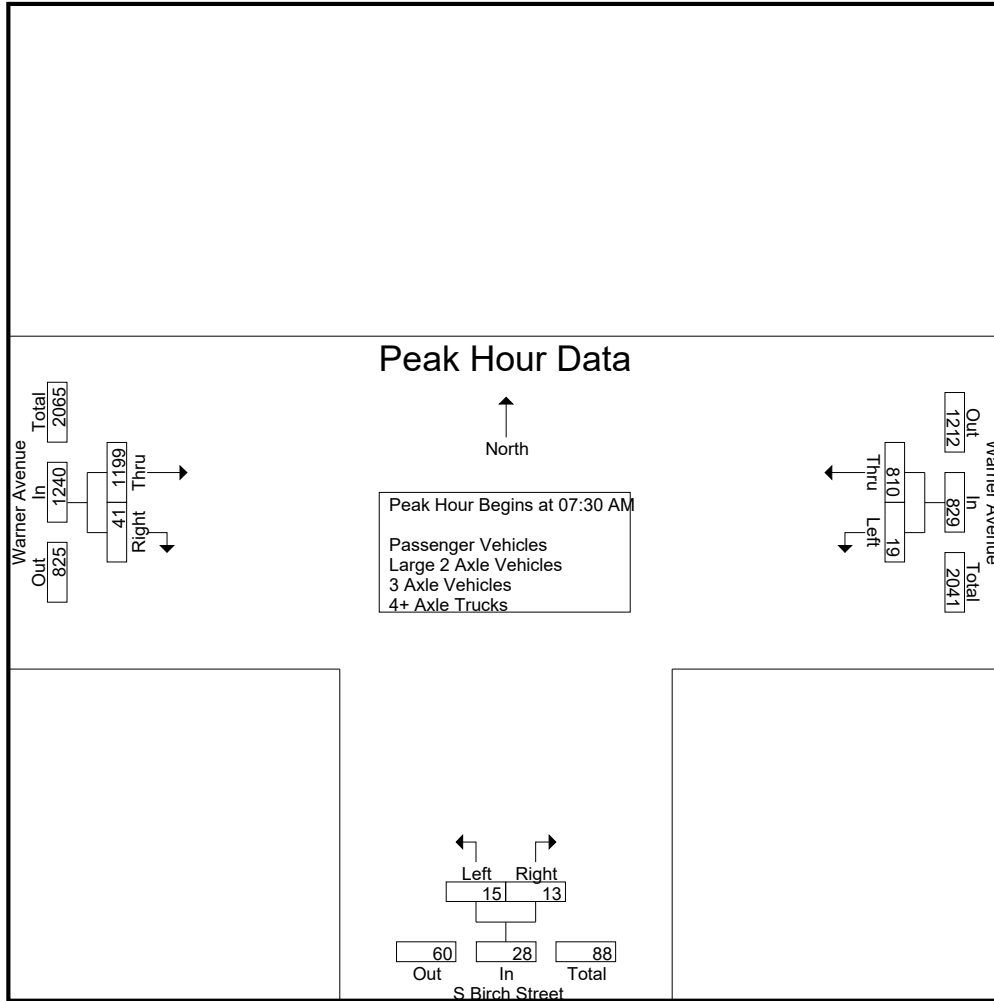 Peak Hour Data
North
Peak Hour Begins at 07:30 AM
Passenger Vehicles
Large 2 Axle Vehicles
3 Axle Vehicles
4+ Axle Trucks
Warner Avenue
Out In Total
825 1240 2065
41 1199
Right Thru
Warner Avenue
Out In Total
1212 829 2041
810 19
Thru Left
Left Right
15 13
60 28 88
Out In Total
S Birch Street